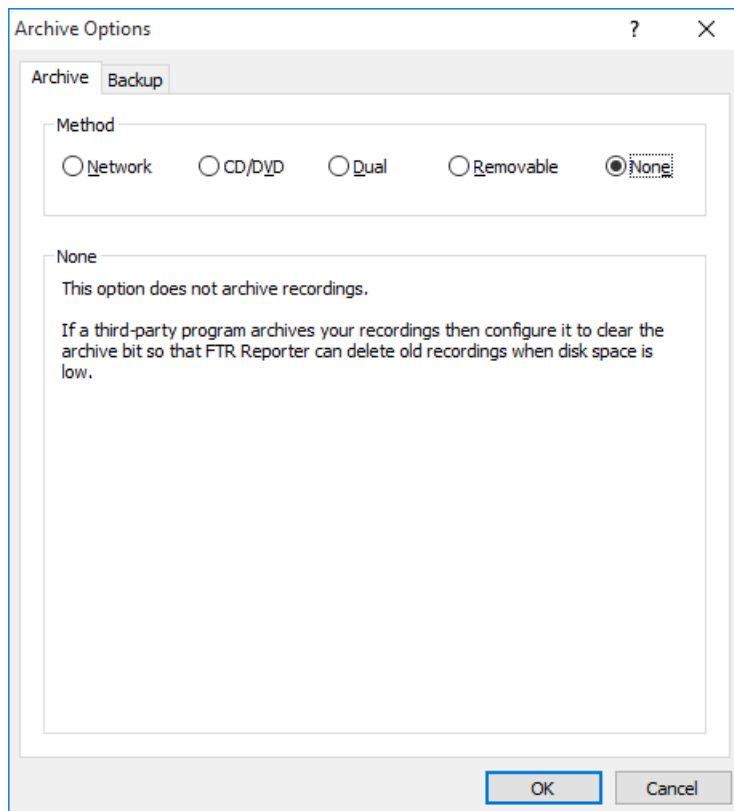 Archive Options ?
Archive Backup
Method
Network CD/DVD Dual Removable None
None
This option does not archive recordings.
If a third-party program archives your recordings then configure it to clear the
archive bit so that FTR Reporter can delete old recordings when disk space is
low.
OK Cancel